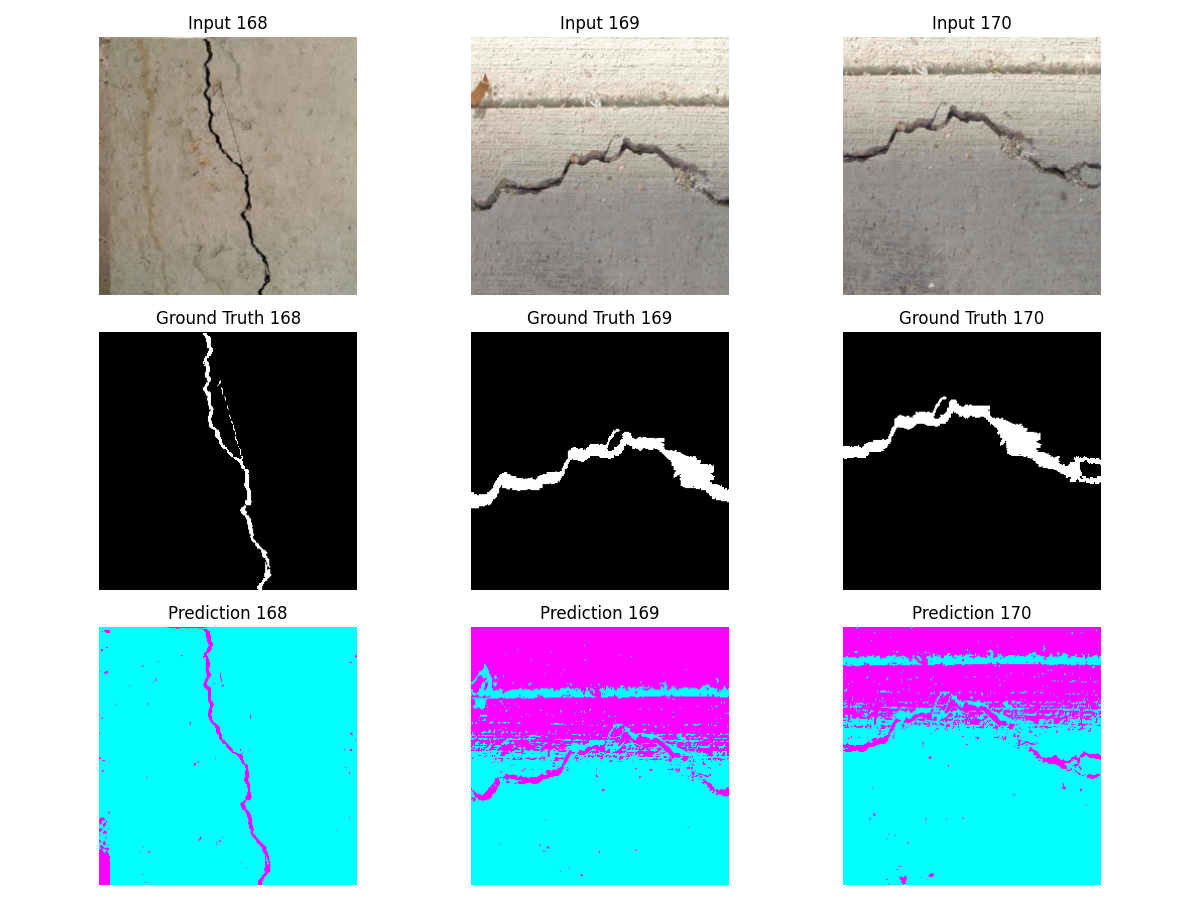 Input 168
Input 169
Input 170
Ground Truth 168
Ground Truth 169
Ground Truth 170
Prediction 168
Prediction 169
Prediction 170